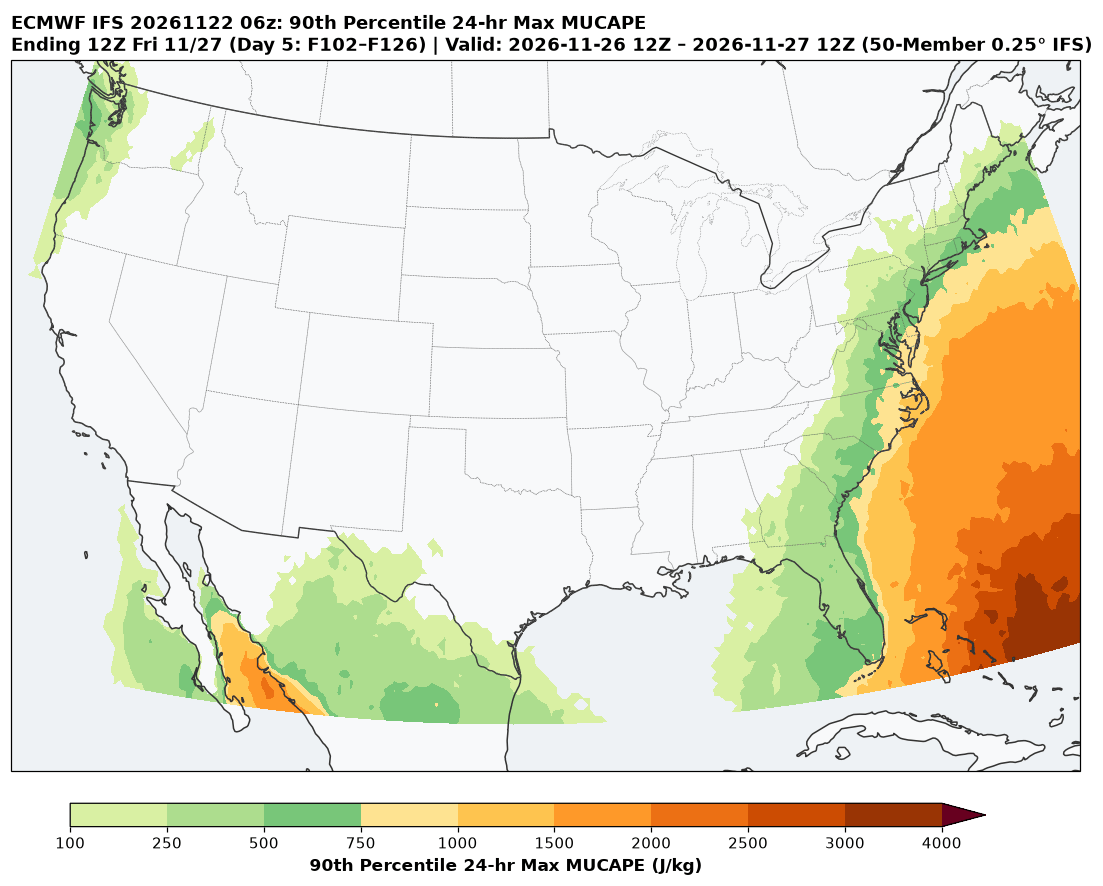 ECMWF IFS 20261122 06z: 90th Percentile 24-hr Max MUCAPE
Ending 12Z Fri 11/27 (Day 5: F102–F126) | Valid: 2026-11-26 12Z – 2026-11-27 12Z (50-Member 0.25° IFS)
100 250 500 750 1000 1500 2000 2500 3000 4000
90th Percentile 24-hr Max MUCAPE (J/kg)